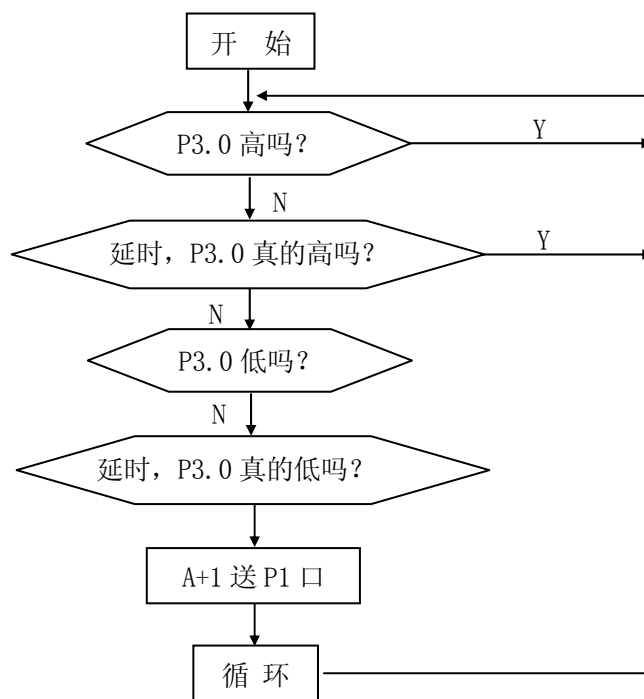 开 始
P3.0 高吗?
Y
N
延时, P3.0 真的高吗?
Y
N
P3.0 低吗?
N
延时, P3.0 真的低吗?
A+1 送 P1 口
循 环